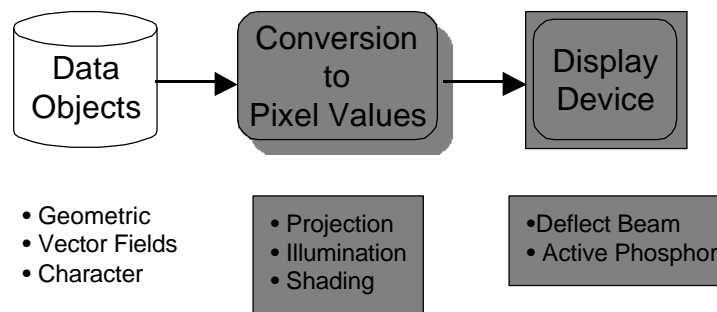 Data
Objects
Conversion
to
Pixel Values
Display
Device
• Geometric
• Vector Fields
• Character
• Projection
• Illumination
• Shading
•Deflect Beam
• Active Phosphor